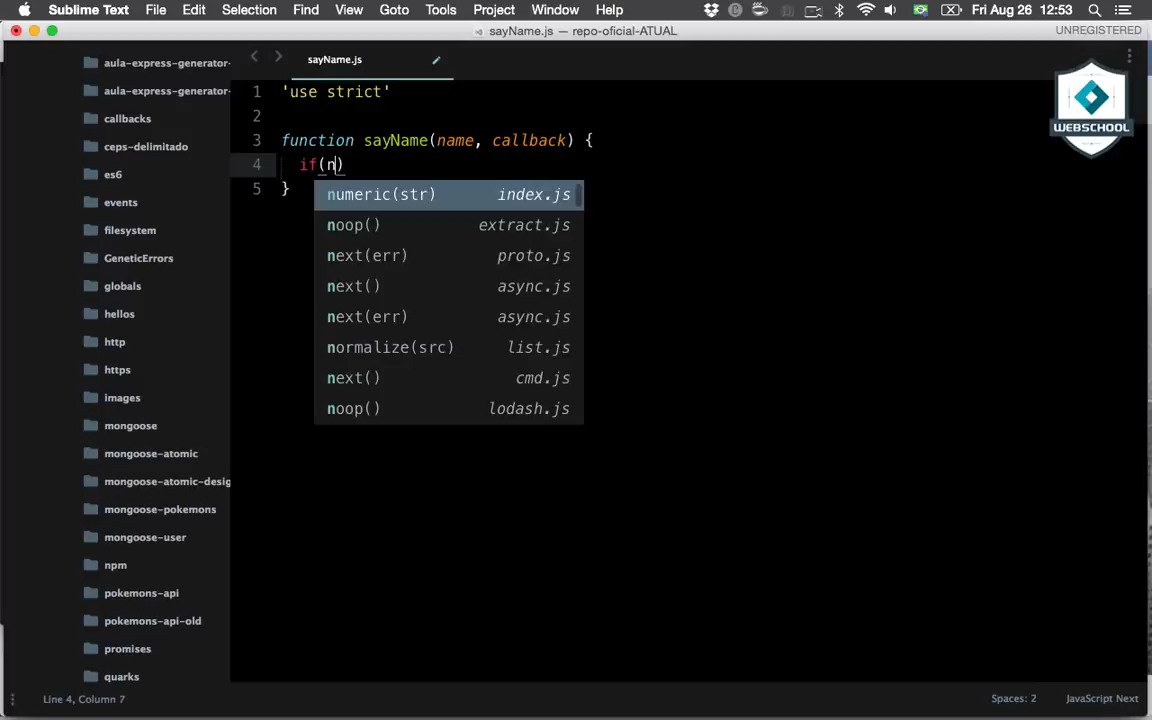 Sublime Text File Edit Selection Find View Goto Tools Project Window Help Fri Aug 26 12:53
sayName.js — repo-oficial-ATUAL UNREGISTERED
aula-express-generator-
aula-express-generator-
callbacks
ceps-delimitado
es6
events
filesystem
GeneticErrors
globals
hellos
http
https
images
mongoose
mongoose-atomic
mongoose-atomic-desig
mongoose-pokemons
mongoose-user
npm
pokemons-api
pokemons-api-old
promises
quarks
sayName.js
1 'use strict'
2
3 function sayName(name, callback) {
4 if(n)
5 }
numeric(str) index.js
noop() extract.js
next(err) proto.js
next() async.js
next(err) async.js
normalize(src) list.js
next() cmd.js
noop() lodash.js
WEBSCHOOL
Line 4, Column 7 Spaces: 2 JavaScript Next